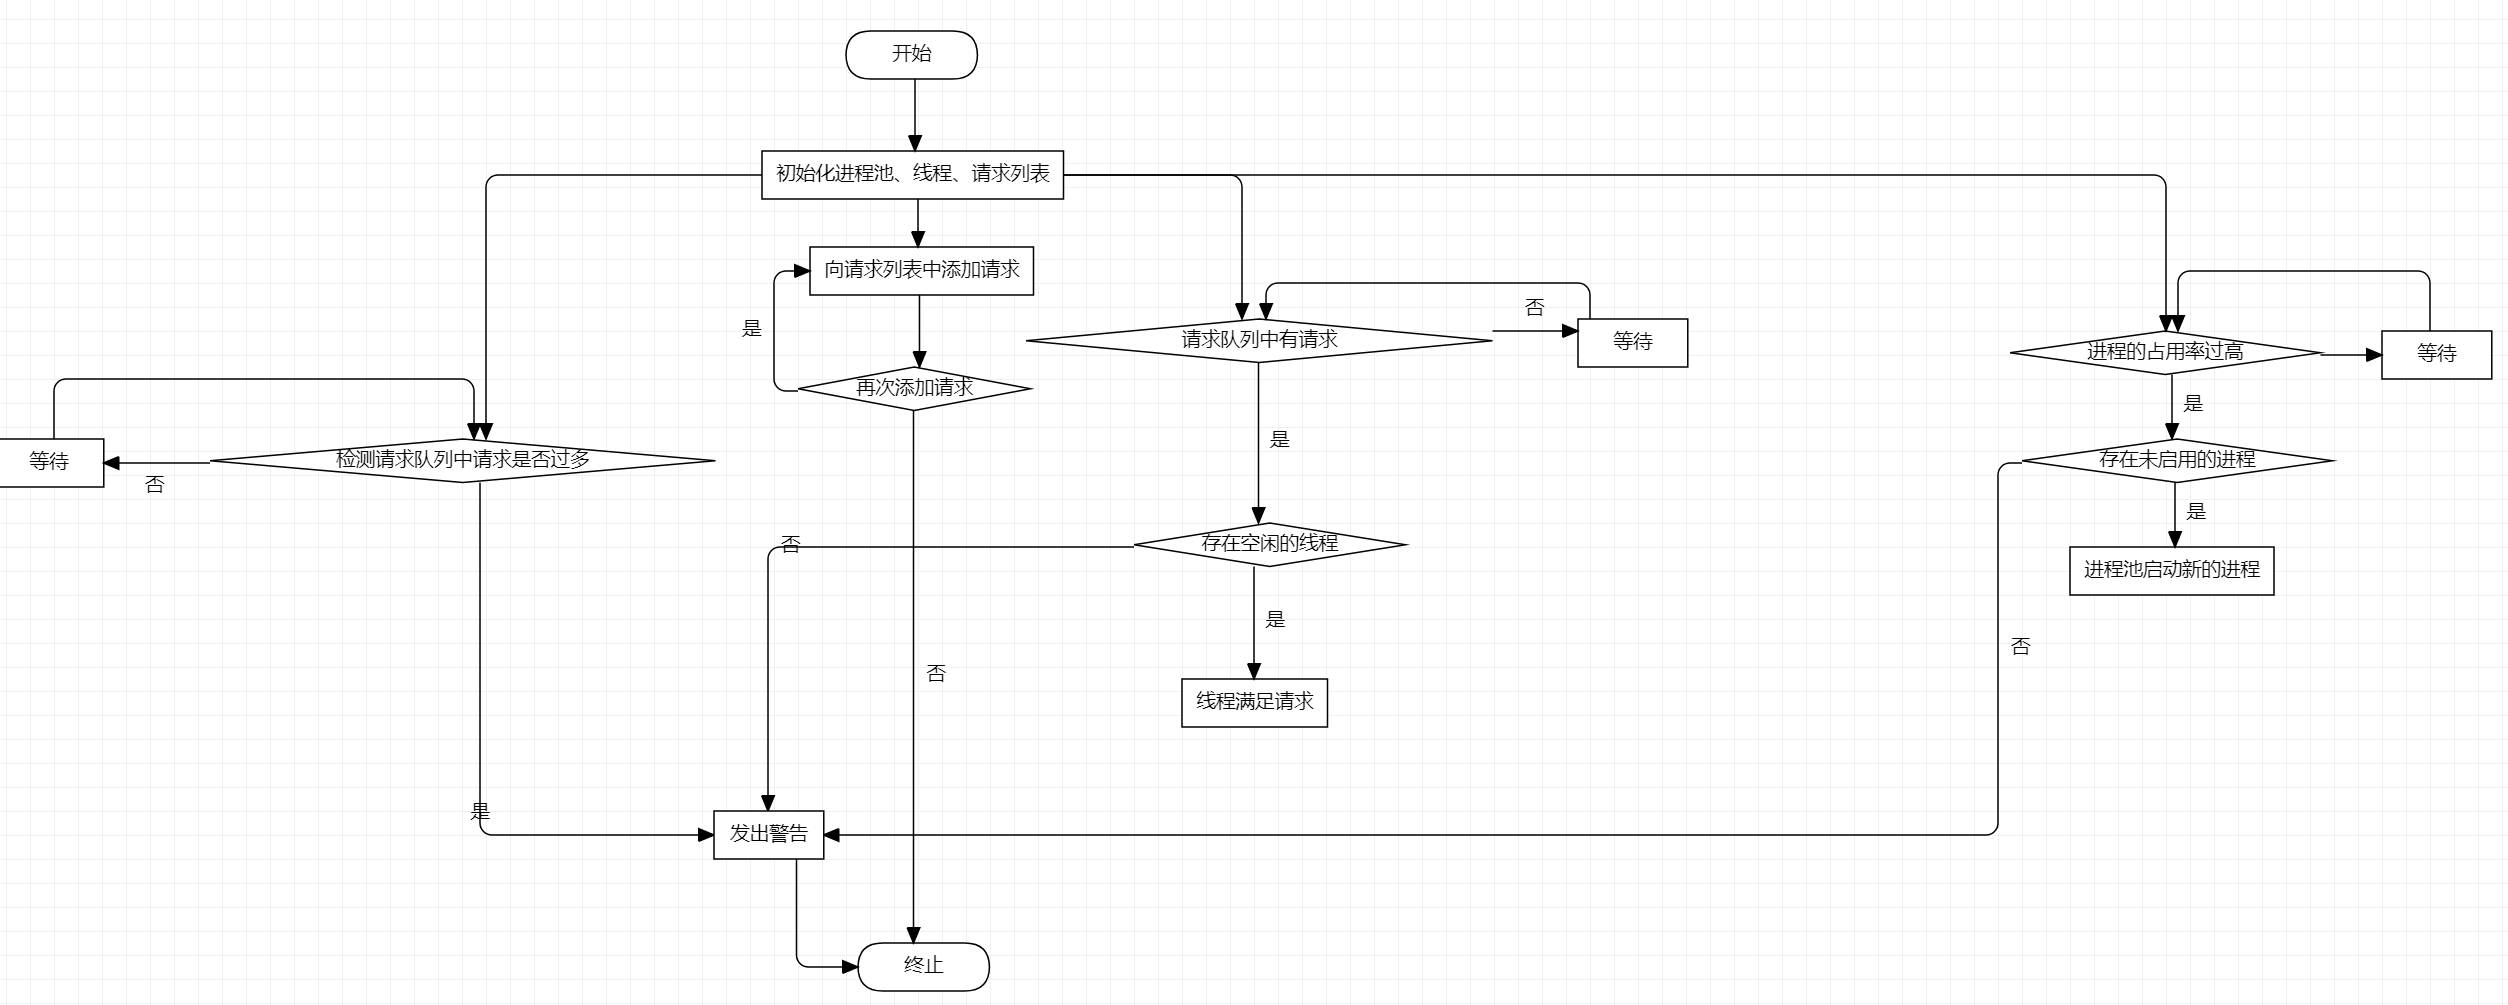 开始
初始化进程池、线程、请求列表
向请求列表中添加请求
是
否
请求队列中有请求
等待
进程的占用率过高
等待
再次添加请求
是
是
等待
检测请求队列中请求是否过多
存在未启用的进程
否
是
否
存在空闲的线程
进程池启动新的进程
是
否
否
线程满足请求
是
发出警告
终止